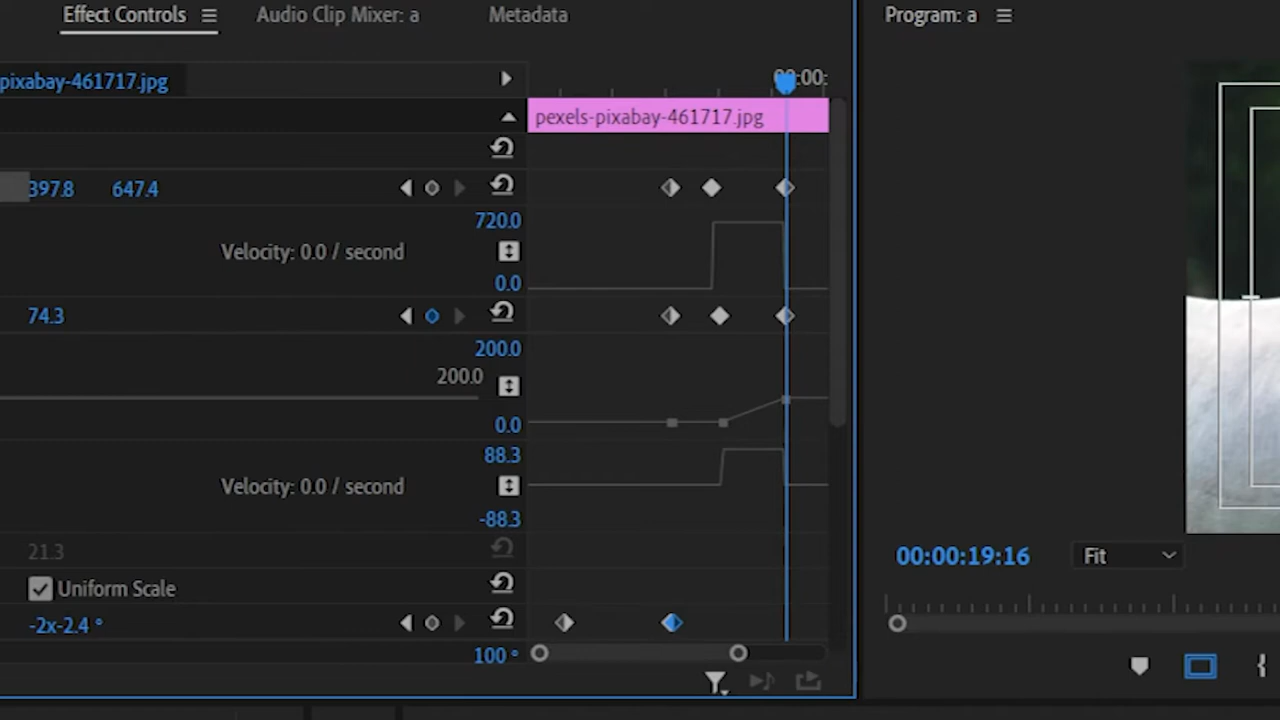 Effect Controls
Audio Clip Mixer: a
Metadata
Program: a
pixabay-461717.jpg
:00:
pexels-pixabay-461717.jpg
397.8 647.4
720.0
Velocity: 0.0 / second
0.0
74.3
200.0
200.0
0.0
88.3
Velocity: 0.0 / second
-88.3
21.3
Uniform Scale
-2x-2.4 °
100 °
00:00:19:16
Fit